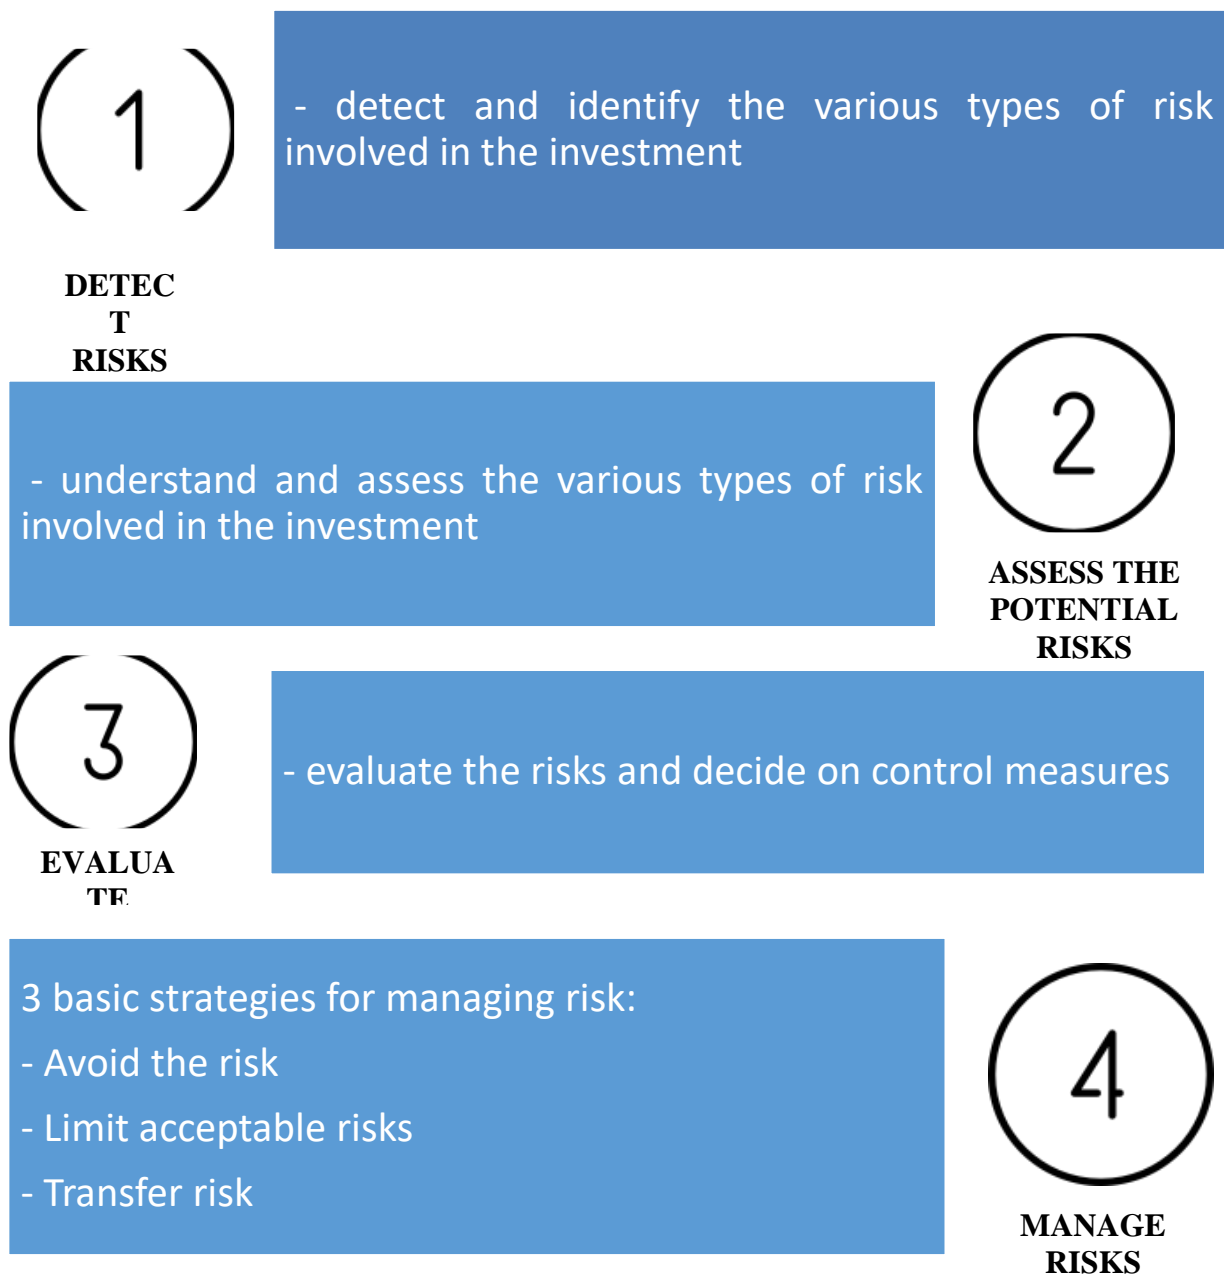 1
- detect and identify the various types of risk
involved in the investment
DETEC
T
RISKS
2
- understand and assess the various types of risk
involved in the investment
ASSESS THE
POTENTIAL
RISKS
3
- evaluate the risks and decide on control measures
EVALUA
TE
3 basic strategies for managing risk:
- Avoid the risk
- Limit acceptable risks
- Transfer risk
4
MANAGE
RISKS